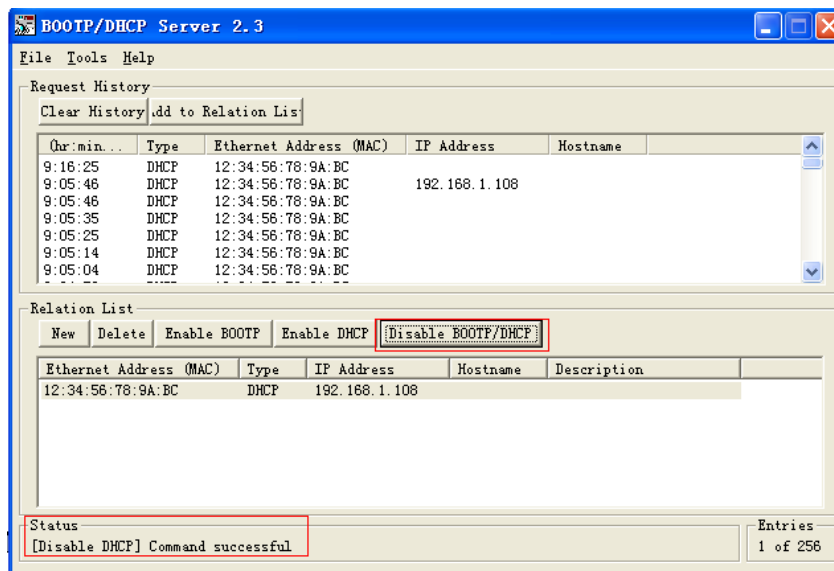 BOOTP/DHCP Server 2.3
File Tools Help
Request History
Clear History dd to Relation Lis
(hr:min... Type Ethernet Address (MAC) IP Address Hostname
9:16:25 DHCP 12:34:56:78:9A:BC
9:05:46 DHCP 12:34:56:78:9A:BC 192.168.1.108
9:05:46 DHCP 12:34:56:78:9A:BC
9:05:35 DHCP 12:34:56:78:9A:BC
9:05:25 DHCP 12:34:56:78:9A:BC
9:05:14 DHCP 12:34:56:78:9A:BC
9:05:04 DHCP 12:34:56:78:9A:BC
Relation List
New Delete Enable BOOTP Enable DHCP Disable BOOTP/DHCP
Ethernet Address (MAC) Type IP Address Hostname Description
12:34:56:78:9A:BC DHCP 192.168.1.108
Status Entries
[Disable DHCP] Command successful 1 of 256